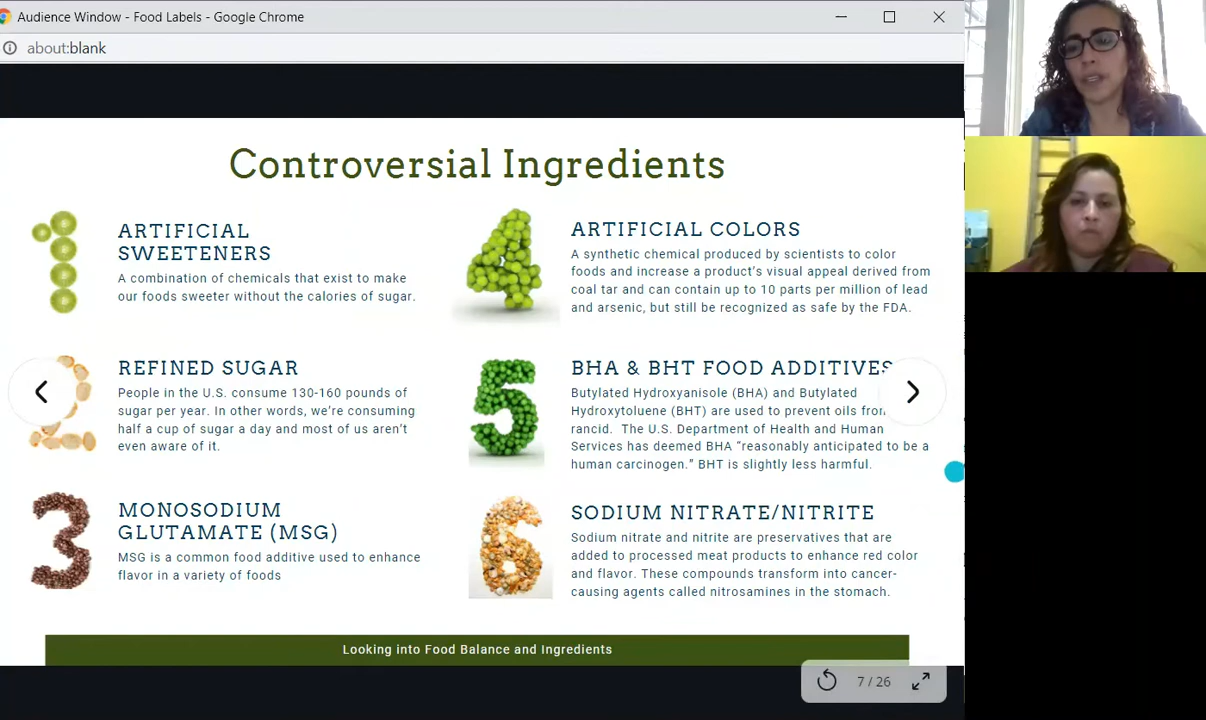 Audience Window - Food Labels - Google Chrome
about:blank
Controversial Ingredients
ARTIFICIAL
SWEETENERS
A combination of chemicals that exist to make
our foods sweeter without the calories of sugar.
REFINED SUGAR
People in the U.S. consume 130-160 pounds of
sugar per year. In other words, we're consuming
half a cup of sugar a day and most of us aren't
even aware of it.
MONOSODIUM
GLUTAMATE (MSG)
MSG is a common food additive used to enhance
flavor in a variety of foods
ARTIFICIAL COLORS
A synthetic chemical produced by scientists to color
foods and increase a product's visual appeal derived from
coal tar and can contain up to 10 parts per million of lead
and arsenic, but still be recognized as safe by the FDA.
BHA & BHT FOOD ADDITIVES
Butylated Hydroxyanisole (BHA) and Butylated
Hydroxytoluene (BHT) are used to prevent oils from
rancid. The U.S. Department of Health and Human
Services has deemed BHA "reasonably anticipated to be a
human carcinogen." BHT is slightly less harmful.
SODIUM NITRATE/NITRITE
Sodium nitrate and nitrite are preservatives that are
added to processed meat products to enhance red color
and flavor. These compounds transform into cancer-
causing agents called nitrosamines in the stomach.
Looking into Food Balance and Ingredients
7 / 26